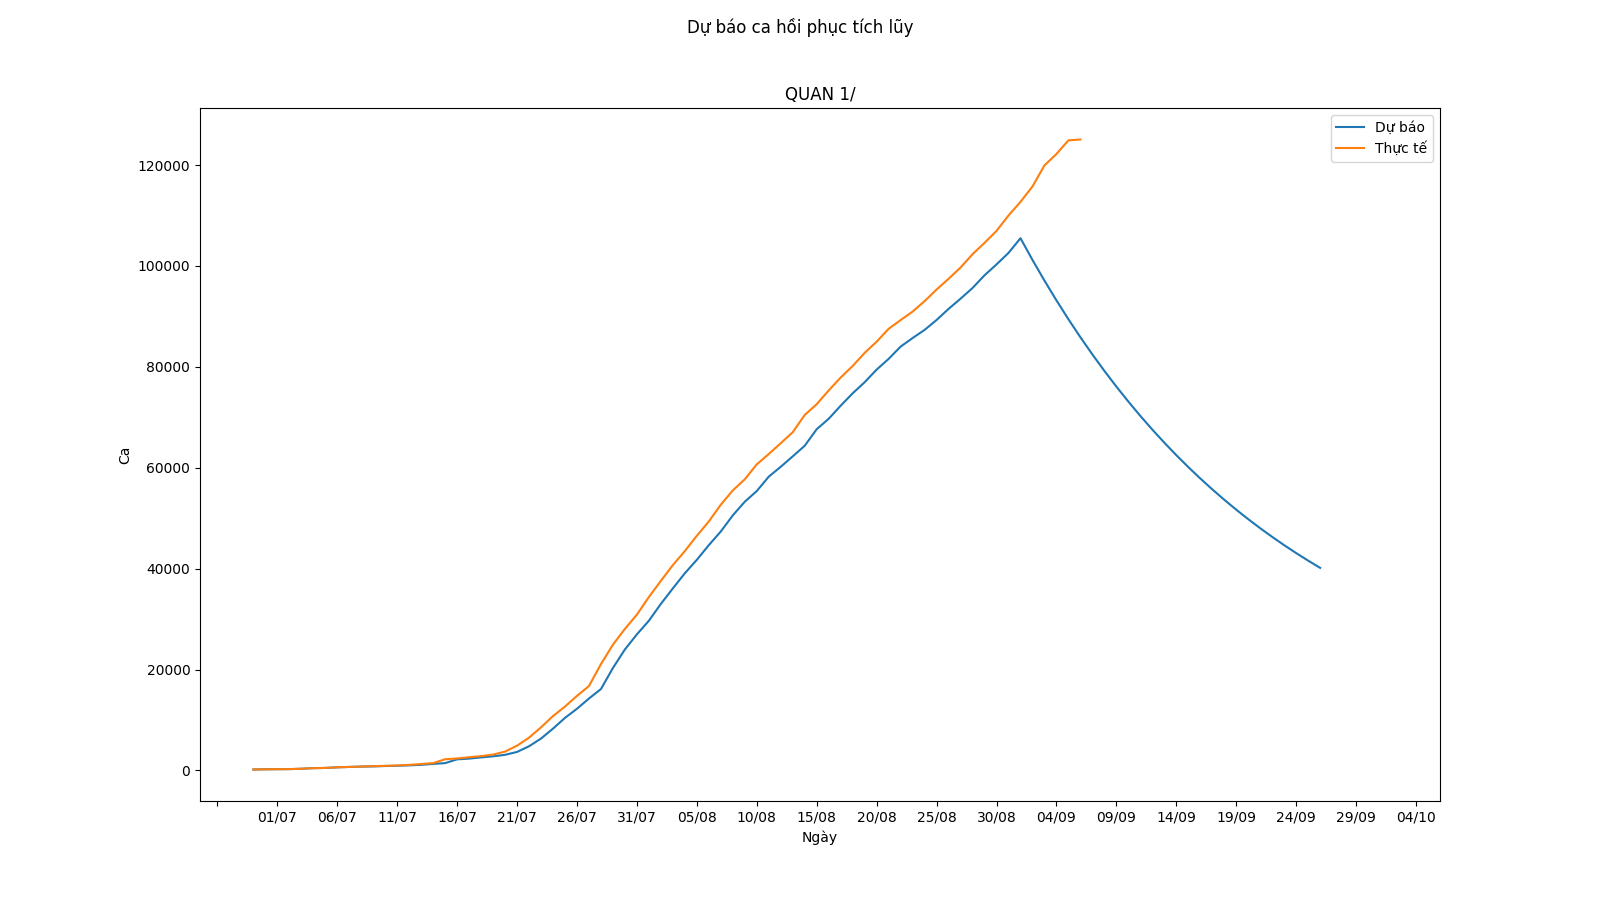 Dự báo ca hồi phục tích lũy
QUAN 1/
Dự báo
Thực tế
120000
100000
80000
60000
40000
20000
0
Ca
01/07 06/07 11/07 16/07 21/07 26/07 31/07 05/08 10/08 15/08 20/08 25/08 30/08 04/09 09/09 14/09 19/09 24/09 29/09 04/10
Ngày